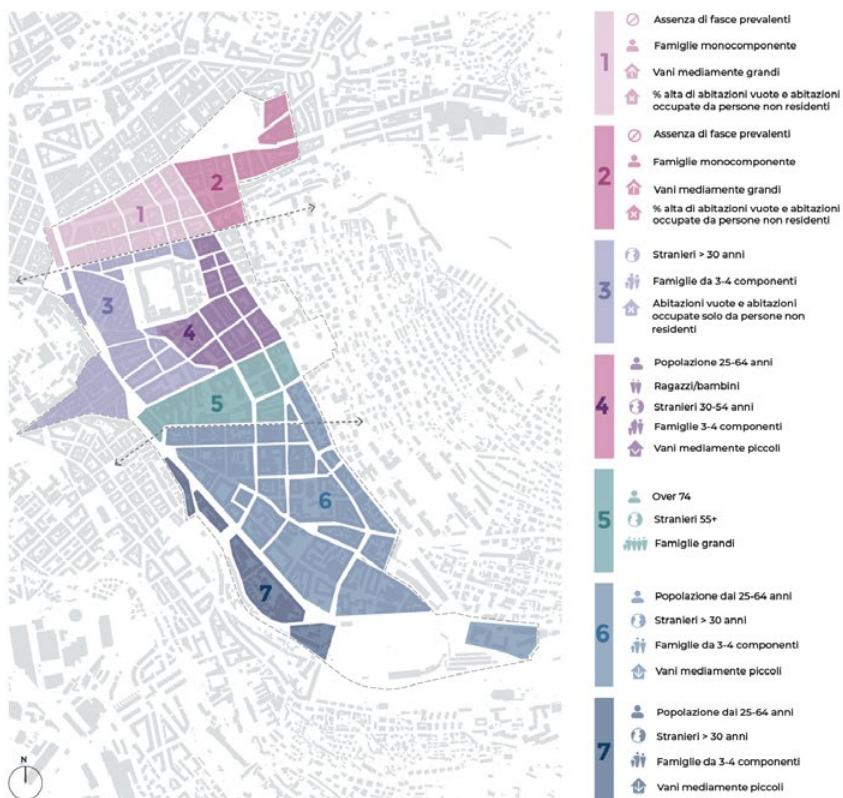 1
2
3
4
5
6
7
N
1
Assenza di fasce prevalenti
Famiglie monocomponente
Vani mediamente grandi
% alta di abitazioni vuote e abitazioni
occupate da persone non residenti
2
Assenza di fasce prevalenti
Famiglie monocomponente
Vani mediamente grandi
% alta di abitazioni vuote e abitazioni
occupate da persone non residenti
3
Stranieri > 30 anni
Famiglie da 3-4 componenti
Abitazioni vuote e abitazioni
occupate solo da persone non
residenti
4
Popolazione 25-64 anni
Ragazzi/bambini
Stranieri 30-54 anni
Famiglie 3-4 componenti
Vani mediamente piccoli
5
Over 74
Stranieri 55+
Famiglie grandi
6
Popolazione dai 25-64 anni
Stranieri > 30 anni
Famiglie da 3-4 componenti
Vani mediamente piccoli
7
Popolazione dai 25-64 anni
Stranieri > 30 anni
Famiglie da 3-4 componenti
Vani mediamente piccoli